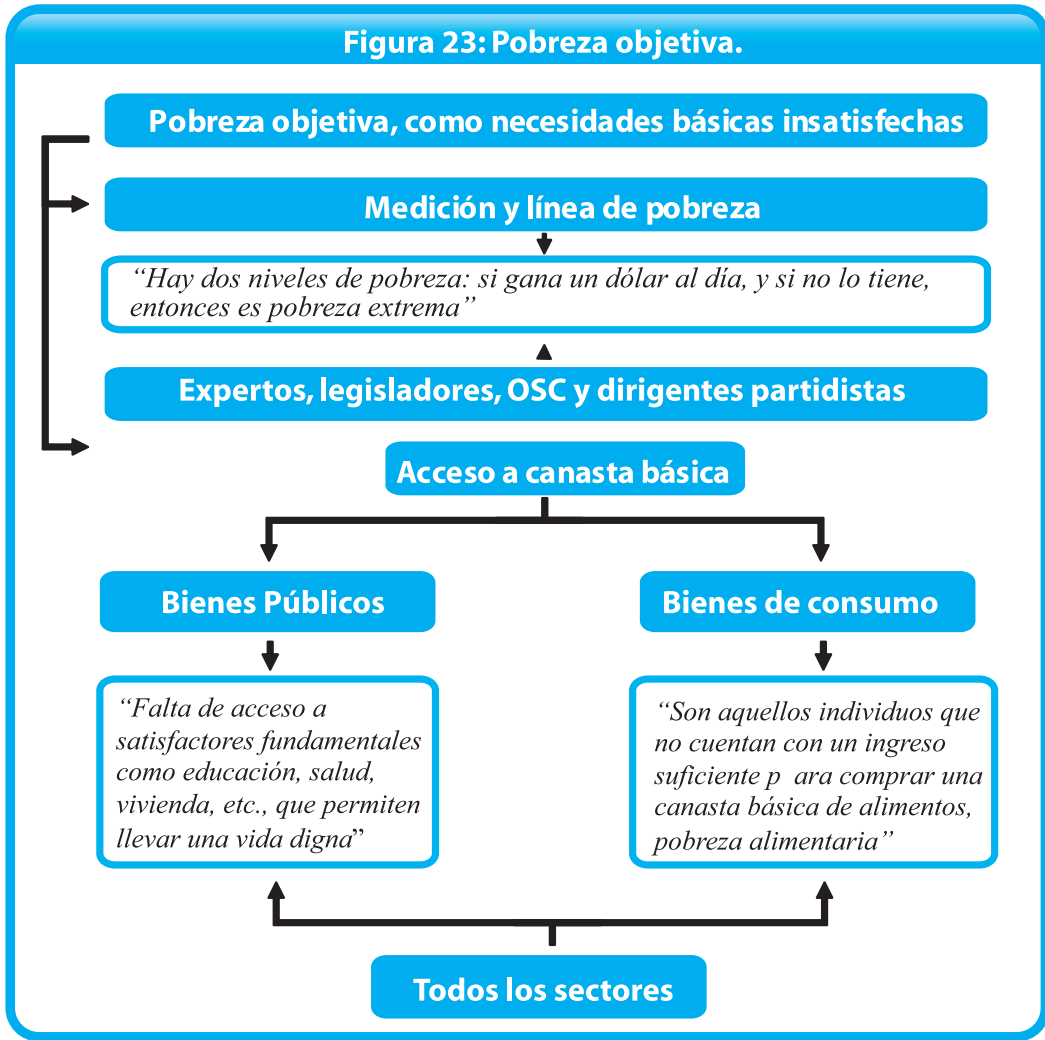 Figura 23: Pobreza objetiva.
Pobreza objetiva, como necesidades básicas insatisfechas
Medición y línea de pobreza
“Hay dos niveles de pobreza: si gana un dólar al día, y si no lo tiene,
entonces es pobreza extrema”
Expertos, legisladores, OSC y dirigentes partidistas
Acceso a canasta básica
Bienes Públicos
Bienes de consumo
“Falta de acceso a
satisfactores fundamentales
como educación, salud,
vivienda, etc., que permiten
llevar una vida digna”
“Son aquellos individuos que
no cuentan con un ingreso
suficiente p ara comprar una
canasta básica de alimentos,
pobreza alimentaria”
Todos los sectores